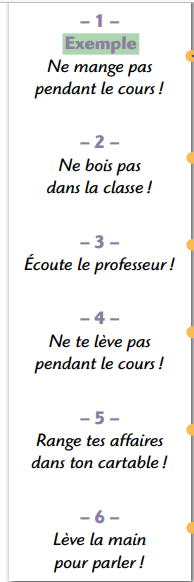 – 1 –
Exemple
Ne mange pas
pendant le cours !
– 2 –
Ne bois pas
dans la classe !
– 3 –
Écoute le professeur !
– 4 –
Ne te lève pas
pendant le cours !
– 5 –
Range tes affaires
dans ton cartable !
– 6 –
Lève la main
pour parler !